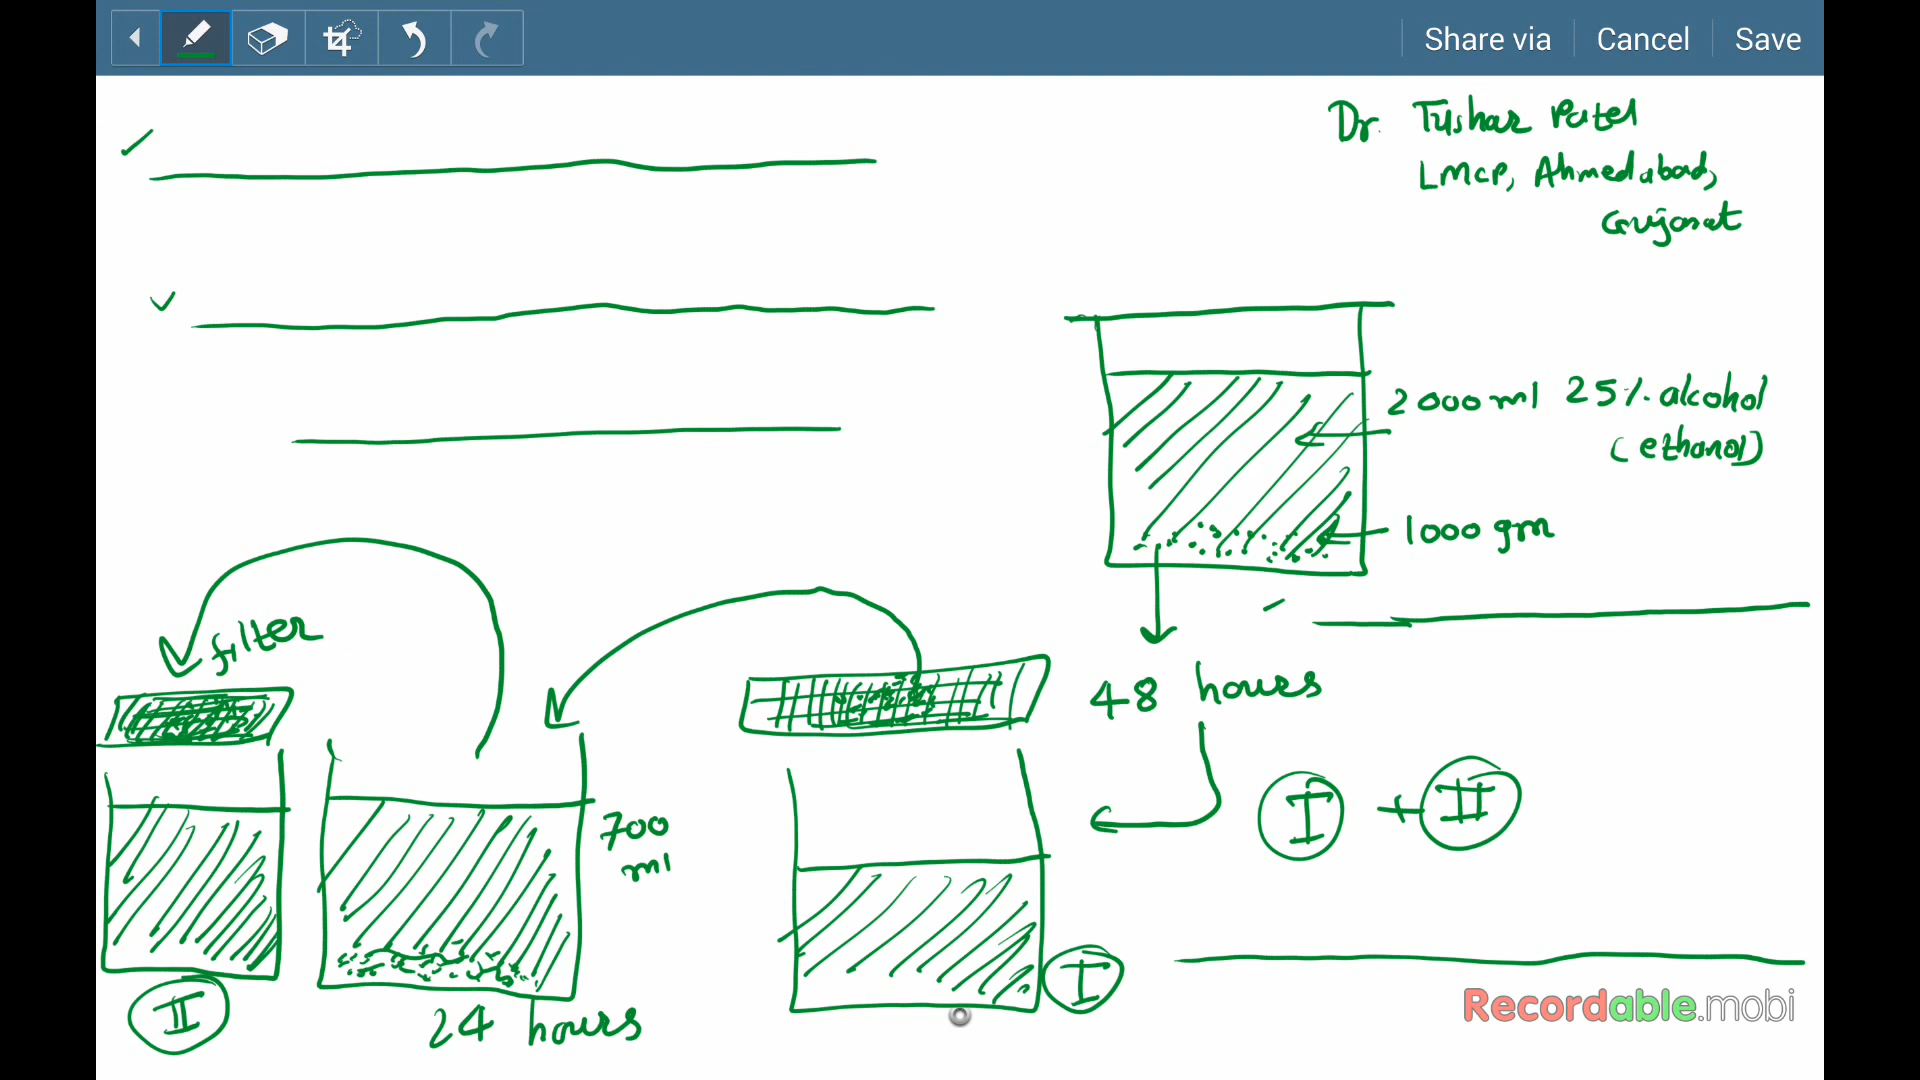 Share via Cancel Save
Dr. Tushar Patel
LMCP, Ahmedabad,
Gujarat
2000 ml 25% alcohol
(ethanol)
1000 gm
filter
48 hours
I + II
700
ml
I
II
24 hours
Recordable.mobi